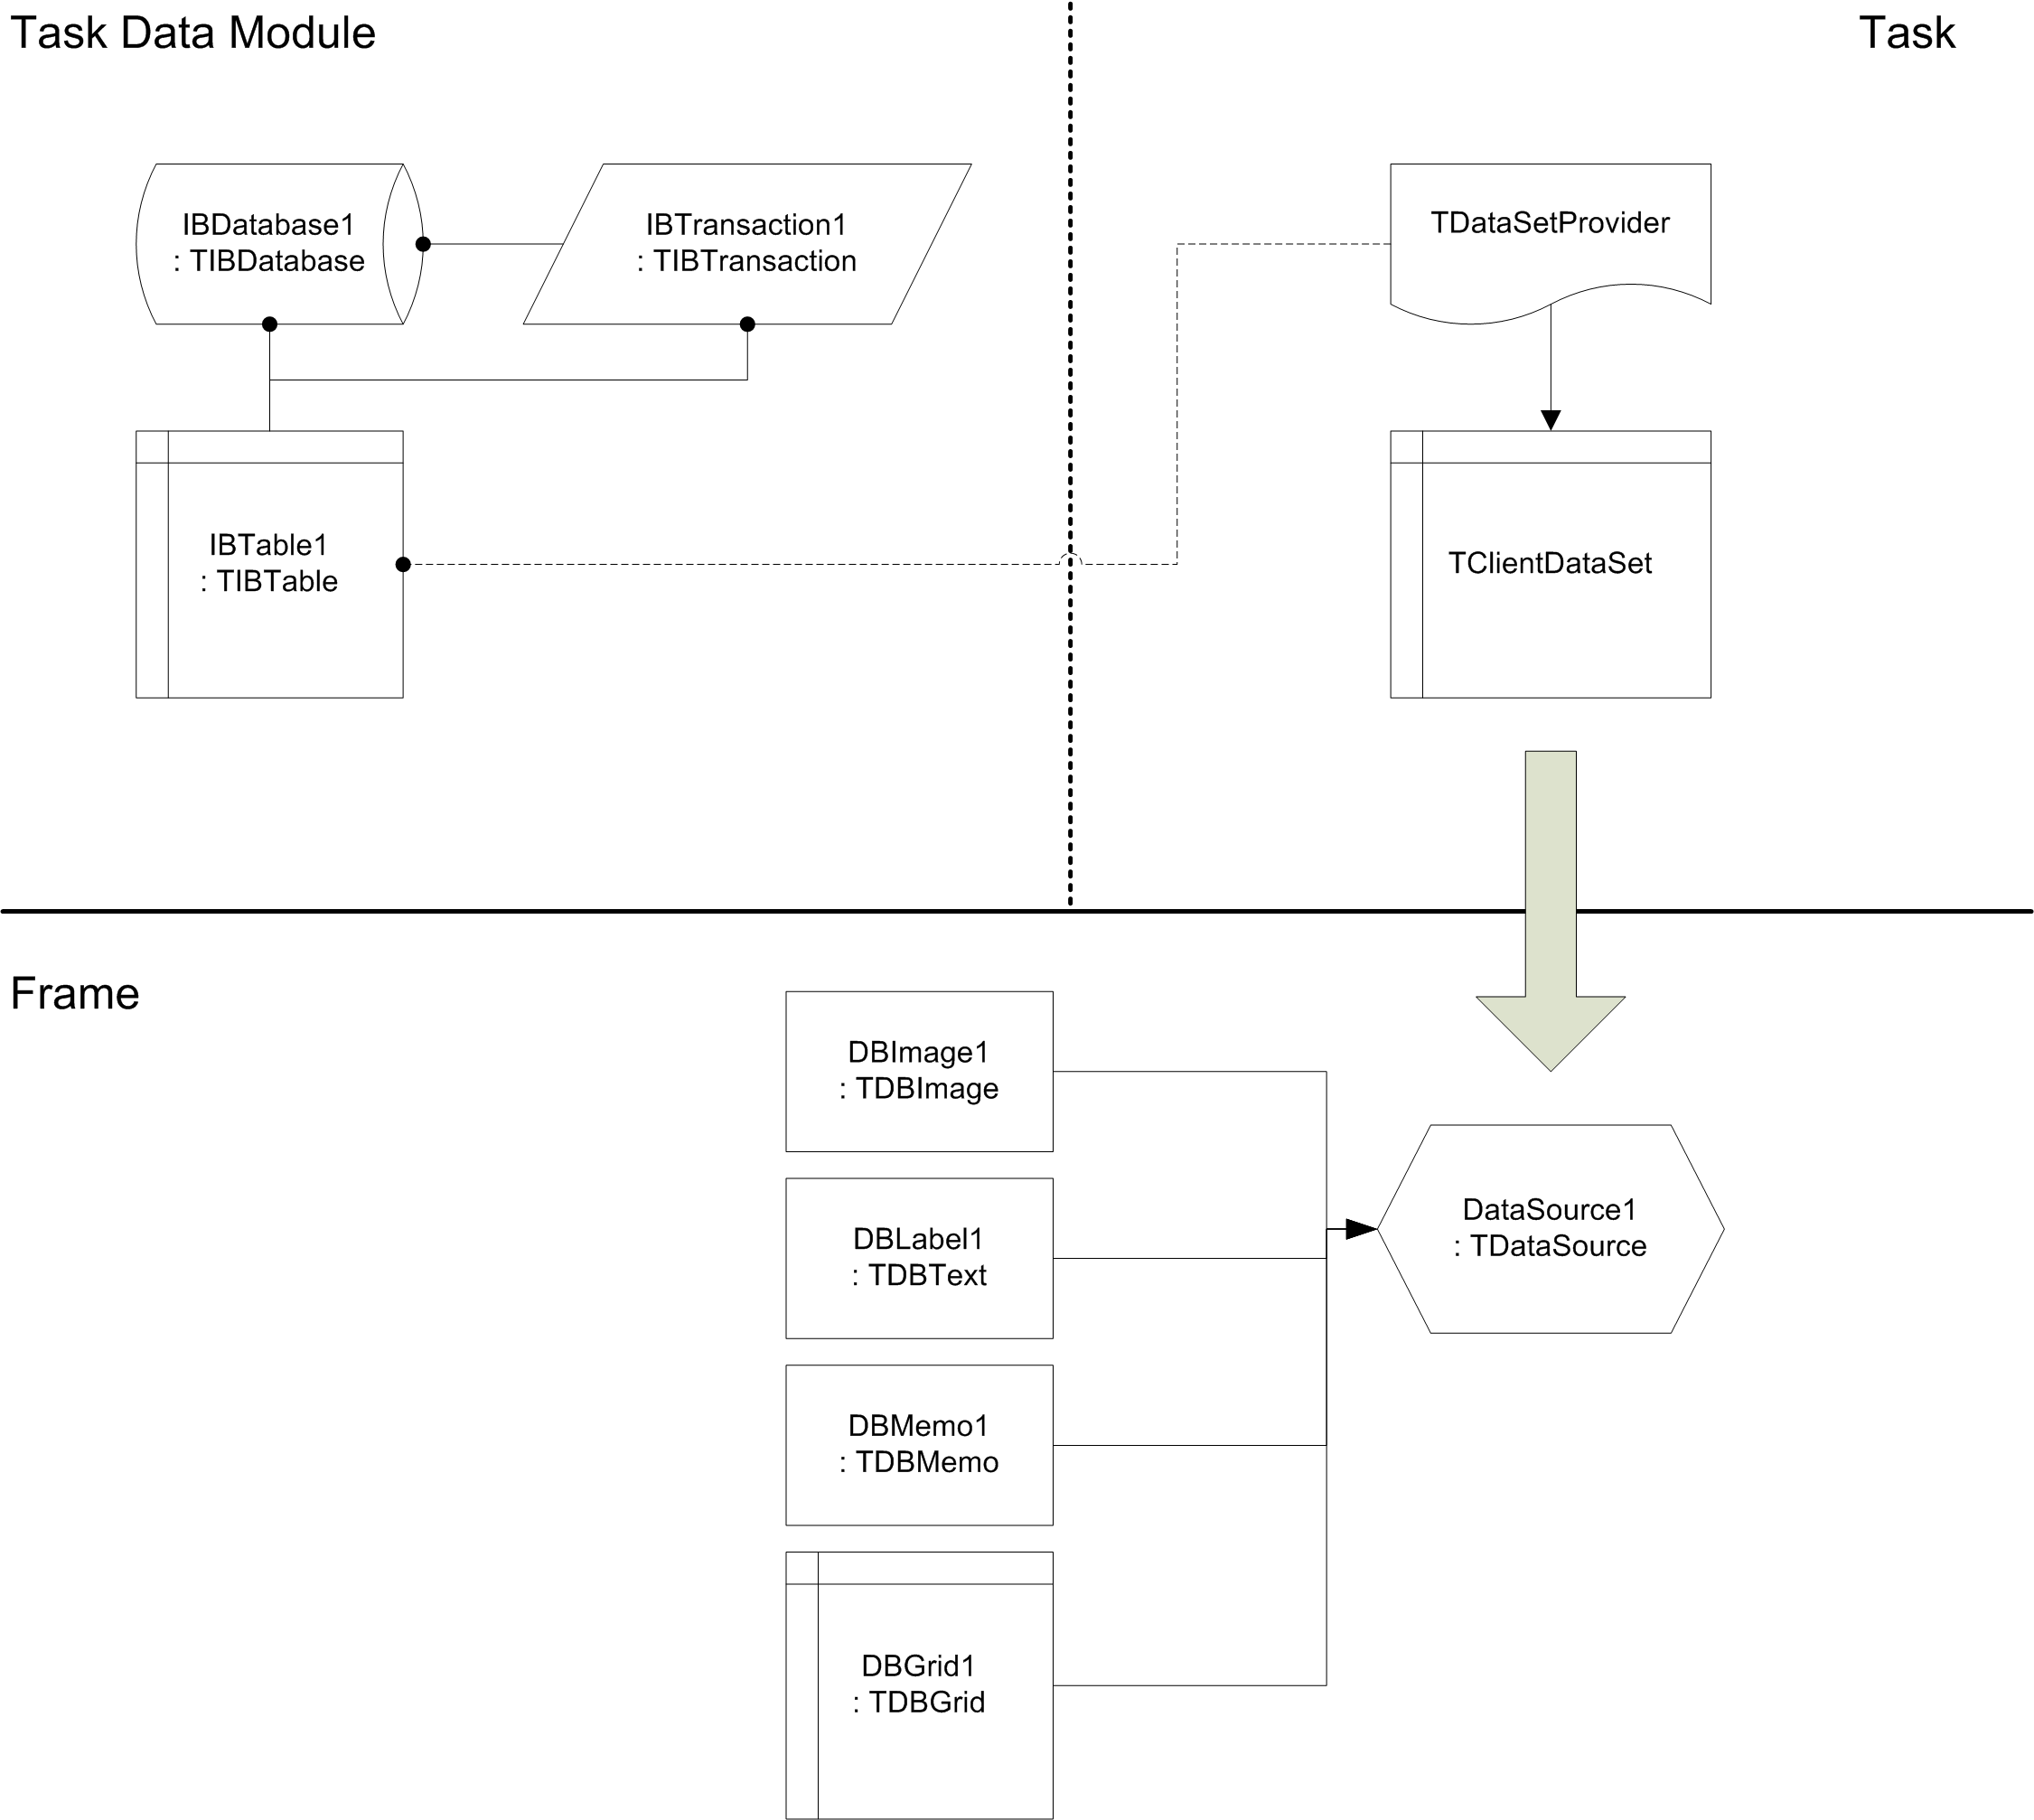 Task Data Module
Task
IBDatabase1
: TIBDatabase
IBTransaction1
: TIBTransaction
TDataSetProvider
IBTable1
: TIBTable
TClientDataSet
Frame
DBImage1
: TDBImage
DBLabel1
: TDBText
DataSource1
: TDataSource
DBMemo1
: TDBMemo
DBGrid1
: TDBGrid